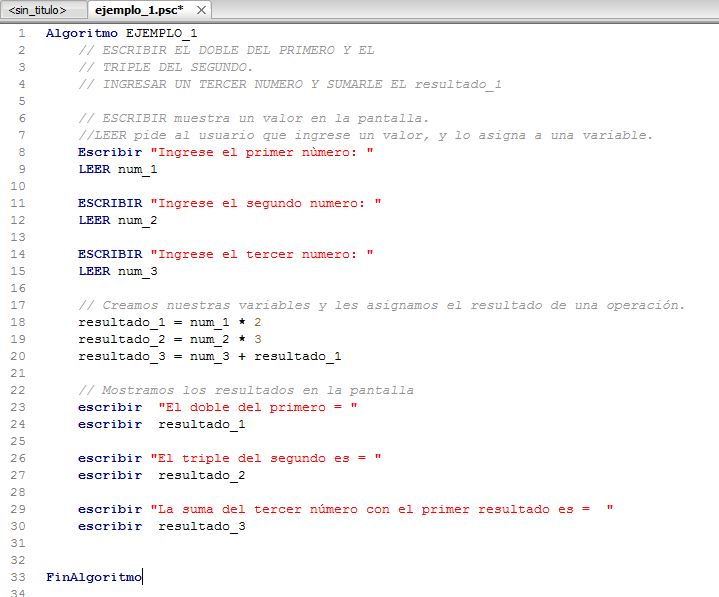 <sin_titulo>
ejemplo_1.psc*
1 Algoritmo EJEMPLO_1
2 // ESCRIBIR EL DOBLE DEL PRIMERO Y EL
3 // TRIPLE DEL SEGUNDO.
4 // INGRESAR UN TERCER NUMERO Y SUMARLE EL resultado_1
5
6 // ESCRIBIR muestra un valor en la pantalla.
7 //LEER pide al usuario que ingrese un valor, y lo asigna a una variable.
8 Escribir "Ingrese el primer nùmero: "
9 LEER num_1
10
11 ESCRIBIR "Ingrese el segundo numero: "
12 LEER num_2
13
14 ESCRIBIR "Ingrese el tercer numero: "
15 LEER num_3
16
17 // Creamos nuestras variables y les asignamos el resultado de una operación.
18 resultado_1 = num_1 * 2
19 resultado_2 = num_2 * 3
20 resultado_3 = num_3 + resultado_1
21
22 // Mostramos los resultados en la pantalla
23 escribir  "El doble del primero = "
24 escribir  resultado_1
25
26 escribir "El triple del segundo es = "
27 escribir  resultado_2
28
29 escribir "La suma del tercer número con el primer resultado es =  "
30 escribir  resultado_3
31
32
33 FinAlgoritmo
34